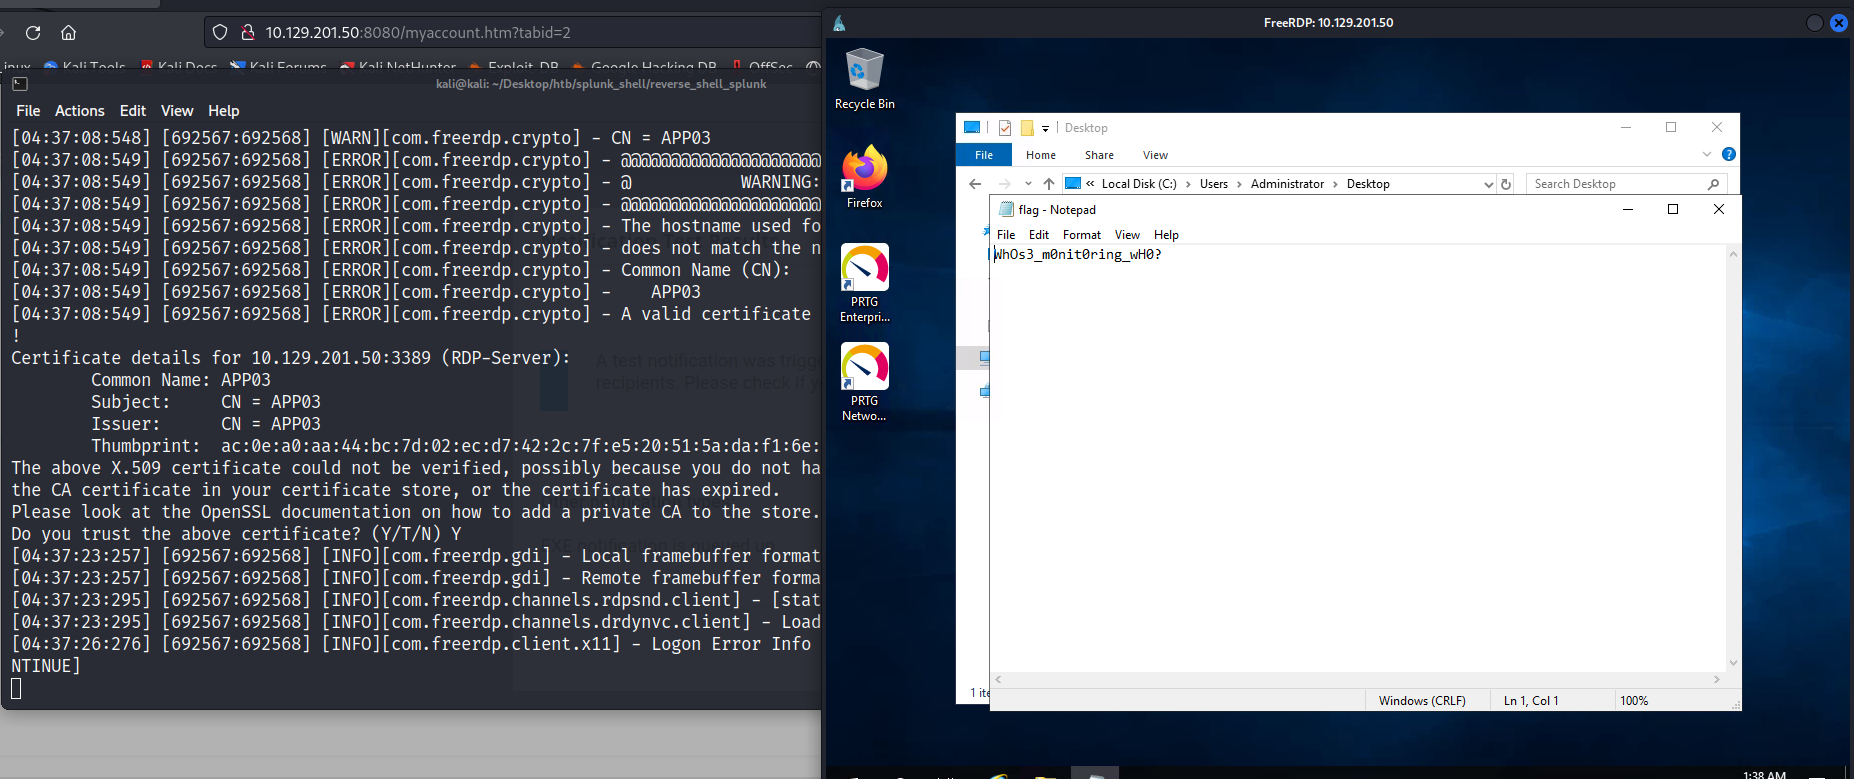 10.129.201.50:8080/myaccount.htm?tabid=2
Kali Tools Kali Docs Kali Forums Kali NetHunter Exploit-DB Google Hacking DB OffSec
kali@kali: ~/Desktop/htb/splunk_shell/reverse_shell_splunk
File Actions Edit View Help
[04:37:08:548] [692567:692568] [WARN][com.freerdp.crypto] - CN = APP03
[04:37:08:549] [692567:692568] [ERROR][com.freerdp.crypto] - @@@@@@@@@@@@@@@@@@@@
[04:37:08:549] [692567:692568] [ERROR][com.freerdp.crypto] - @           WARNING:
[04:37:08:549] [692567:692568] [ERROR][com.freerdp.crypto] - @@@@@@@@@@@@@@@@@@@@
[04:37:08:549] [692567:692568] [ERROR][com.freerdp.crypto] - The hostname used fo
[04:37:08:549] [692567:692568] [ERROR][com.freerdp.crypto] - does not match the n
[04:37:08:549] [692567:692568] [ERROR][com.freerdp.crypto] - Common Name (CN):
[04:37:08:549] [692567:692568] [ERROR][com.freerdp.crypto] -    APP03
[04:37:08:549] [692567:692568] [ERROR][com.freerdp.crypto] - A valid certificate
!
Certificate details for 10.129.201.50:3389 (RDP-Server):
Common Name: APP03
Subject:     CN = APP03
Issuer:      CN = APP03
Thumbprint:  ac:0e:a0:aa:44:bc:7d:02:ec:d7:42:2c:7f:e5:20:51:5a:da:f1:6e:
The above X.509 certificate could not be verified, possibly because you do not ha
the CA certificate in your certificate store, or the certificate has expired.
Please look at the OpenSSL documentation on how to add a private CA to the store.
Do you trust the above certificate? (Y/T/N) Y
[04:37:23:257] [692567:692568] [INFO][com.freerdp.gdi] - Local framebuffer format
[04:37:23:257] [692567:692568] [INFO][com.freerdp.gdi] - Remote framebuffer forma
[04:37:23:295] [692567:692568] [INFO][com.freerdp.channels.rdpsnd.client] - [stat
[04:37:23:295] [692567:692568] [INFO][com.freerdp.channels.drdynvc.client] - Load
[04:37:26:276] [692567:692568] [INFO][com.freerdp.client.x11] - Logon Error Info
NTINUE]
A test notification was trigg
recipients. Please check if y
EXE notification is queued up
FreeRDP: 10.129.201.50
Recycle Bin
Firefox
PRTG
Enterpri...
PRTG
Netwo...
Desktop
File Home Share View
« Local Disk (C:) › Users › Administrator › Desktop
Search Desktop
flag - Notepad
File Edit Format View Help
WhOs3_m0nit0ring_wH0?
1 ite
Windows (CRLF) Ln 1, Col 1 100%
1:38 AM